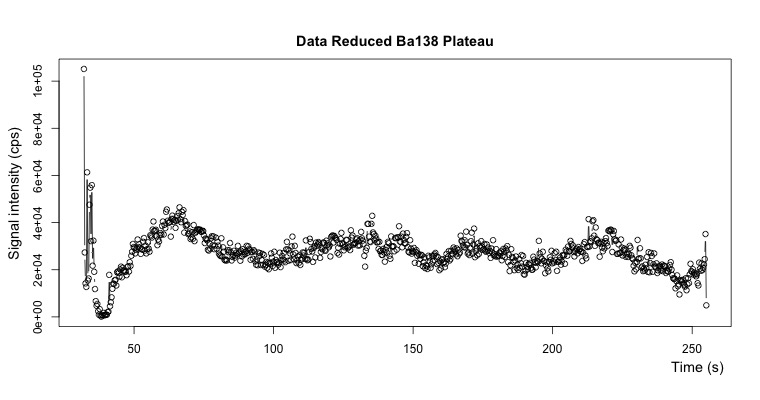 Data Reduced Ba138 Plateau
Signal intensity (cps)
1e+05
8e+04
6e+04
4e+04
2e+04
0e+00
50 100 150 200 250
Time (s)